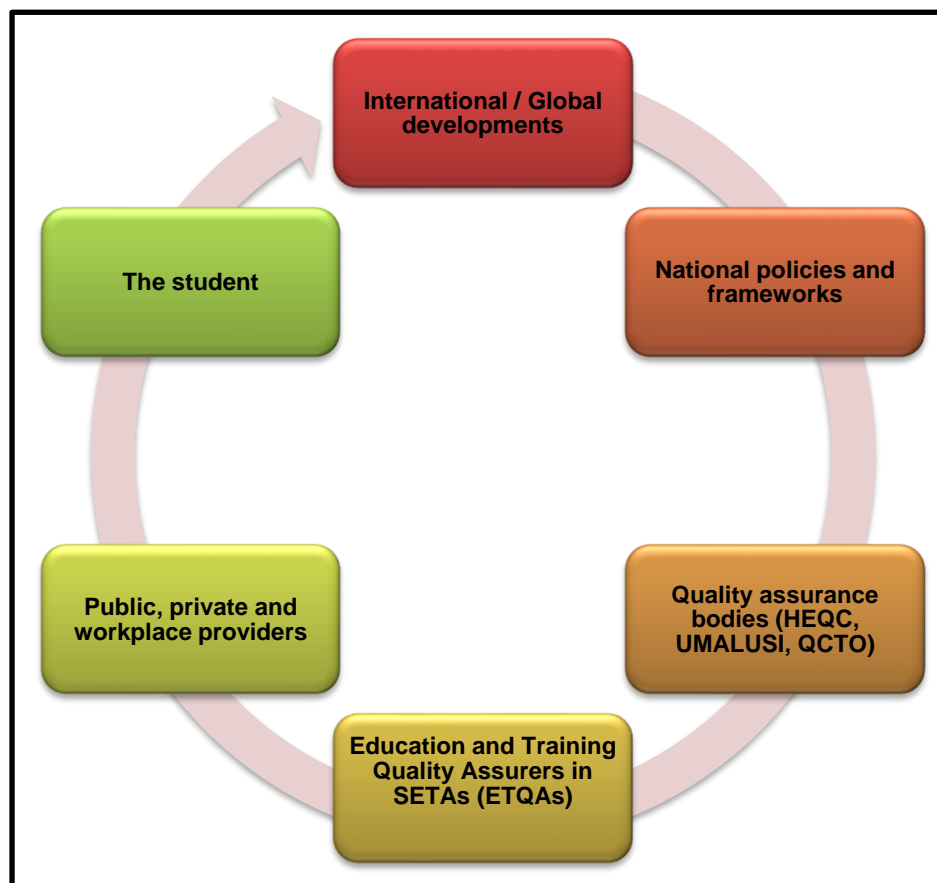 International / Global
developments
National policies and
frameworks
Quality assurance
bodies (HEQC,
UMALUSI, QCTO)
Education and Training
Quality Assurers in
SETAs (ETQAs)
Public, private and
workplace providers
The student